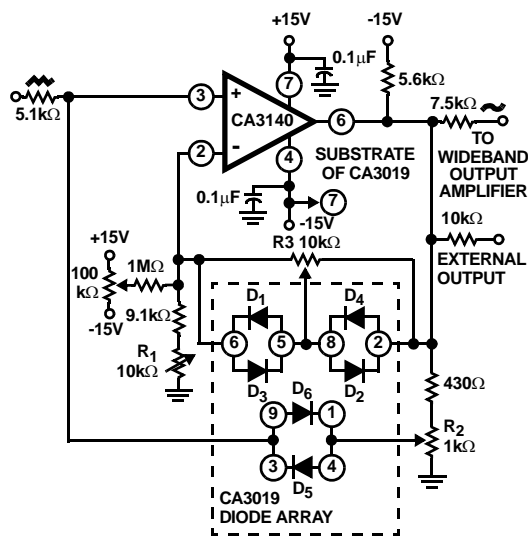 +15V
-15V
0.1μF
5.6kΩ
5.1kΩ
7
3
+
CA3140
6
7.5kΩ
TO
WIDEBAND
OUTPUT
AMPLIFIER
2
-
4
SUBSTRATE
OF CA3019
0.1μF
7
-15V
10kΩ
EXTERNAL
OUTPUT
R3 10kΩ
+15V
100
kΩ
1MΩ
-15V
9.1kΩ
R1
10kΩ
D1
D4
6
5
8
2
D3
D2
430Ω
D6
9
1
R2
1kΩ
3
4
D5
CA3019
DIODE ARRAY